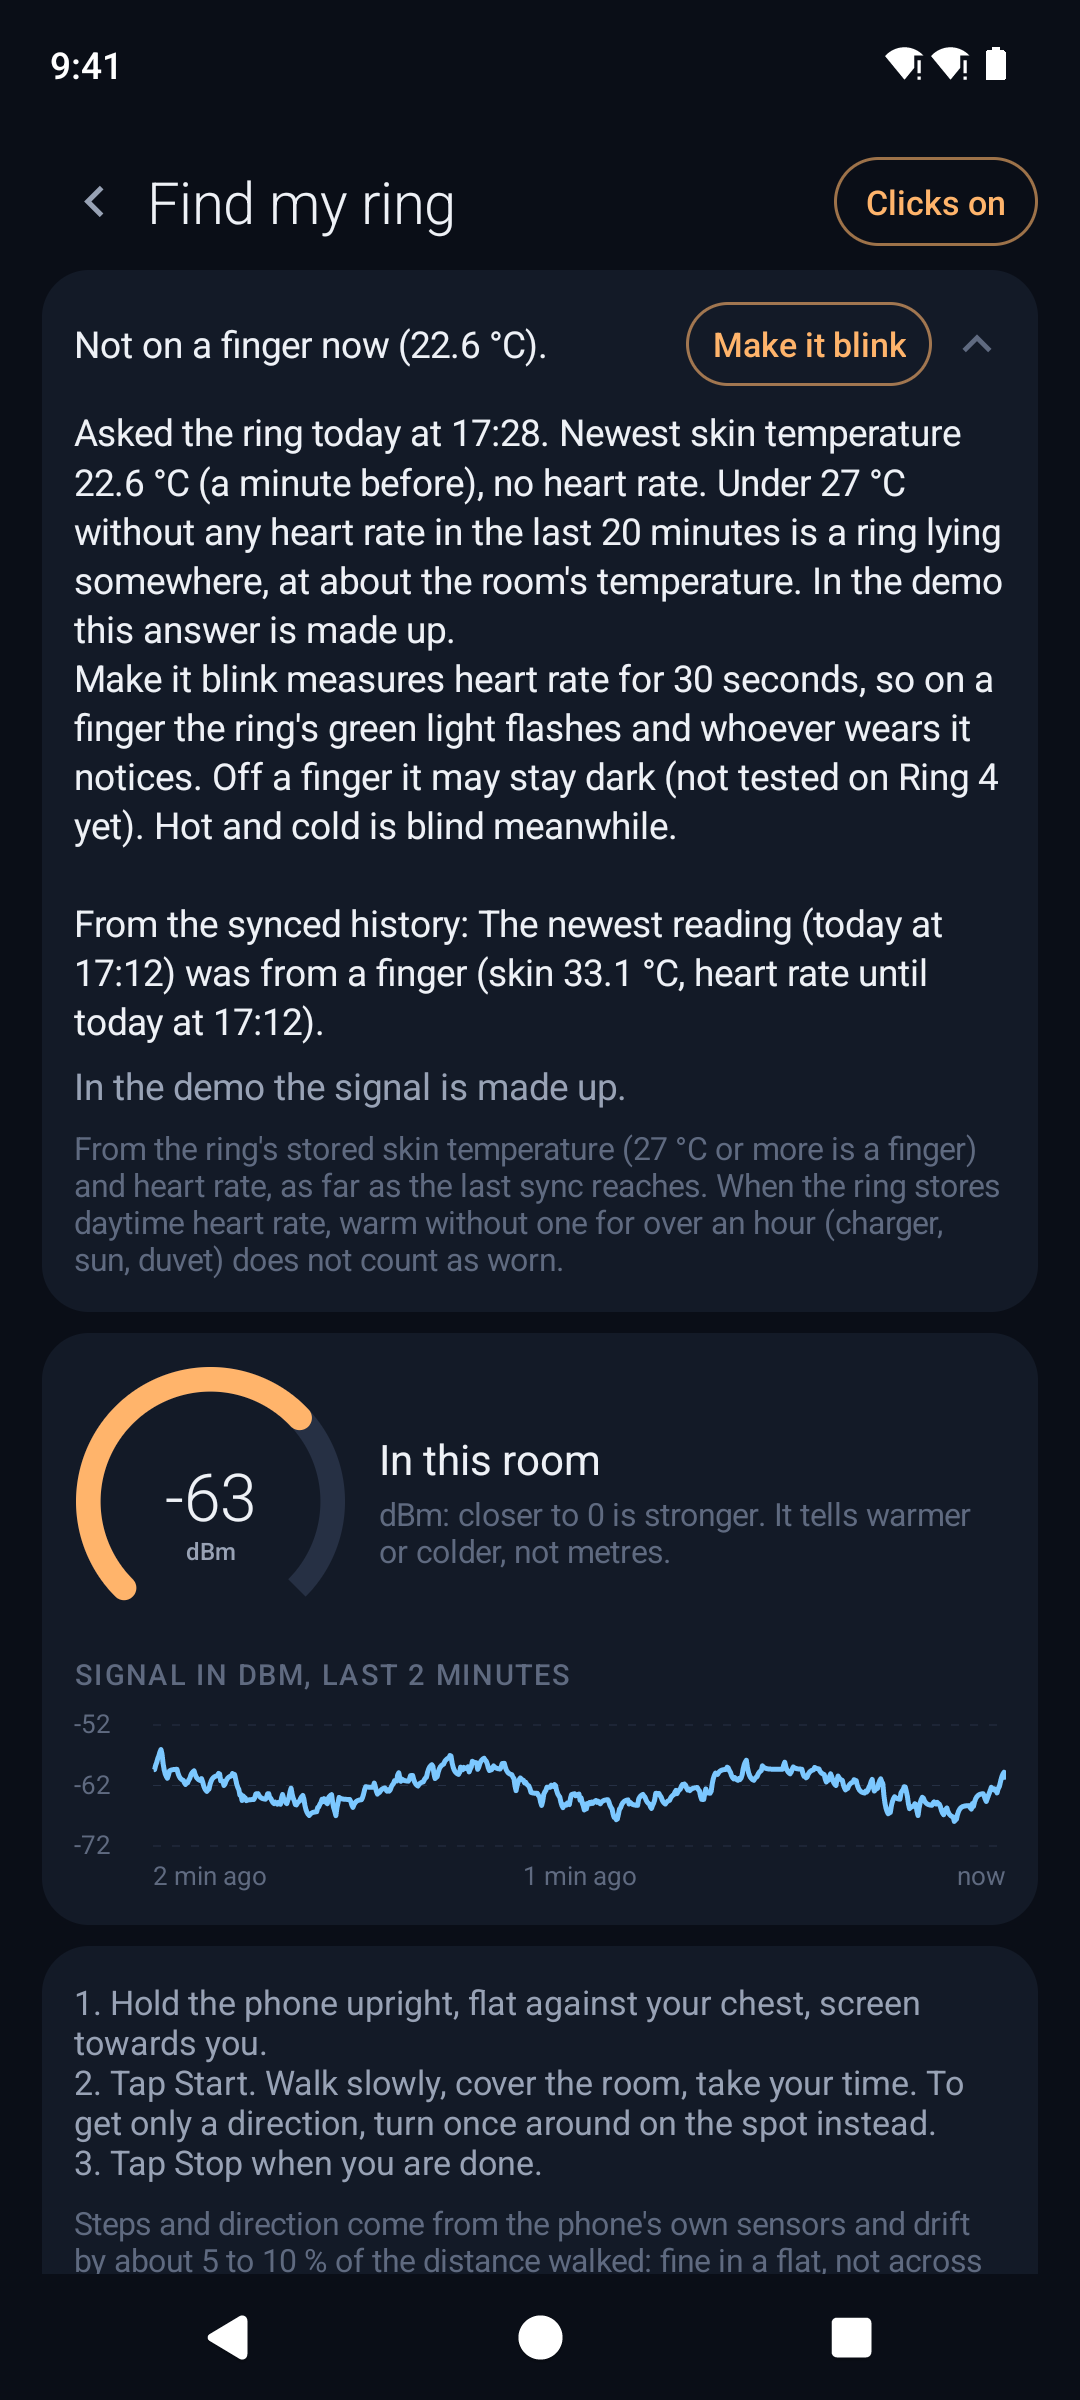 9:41
Find my ring
Clicks on
Not on a finger now (22.6 °C).
Make it blink
Asked the ring today at 17:28. Newest skin temperature
22.6 °C (a minute before), no heart rate. Under 27 °C
without any heart rate in the last 20 minutes is a ring lying
somewhere, at about the room's temperature. In the demo
this answer is made up.
Make it blink measures heart rate for 30 seconds, so on a
finger the ring's green light flashes and whoever wears it
notices. Off a finger it may stay dark (not tested on Ring 4
yet). Hot and cold is blind meanwhile.
From the synced history: The newest reading (today at
17:12) was from a finger (skin 33.1 °C, heart rate until
today at 17:12).
In the demo the signal is made up.
From the ring's stored skin temperature (27 °C or more is a finger)
and heart rate, as far as the last sync reaches. When the ring stores
daytime heart rate, warm without one for over an hour (charger,
sun, duvet) does not count as worn.
-63
dBm
In this room
dBm: closer to 0 is stronger. It tells warmer
or colder, not metres.
SIGNAL IN DBM, LAST 2 MINUTES
-52
-62
-72
2 min ago
1 min ago
now
1. Hold the phone upright, flat against your chest, screen
towards you.
2. Tap Start. Walk slowly, cover the room, take your time. To
get only a direction, turn once around on the spot instead.
3. Tap Stop when you are done.
Steps and direction come from the phone's own sensors and drift
by about 5 to 10 % of the distance walked: fine in a flat, not across